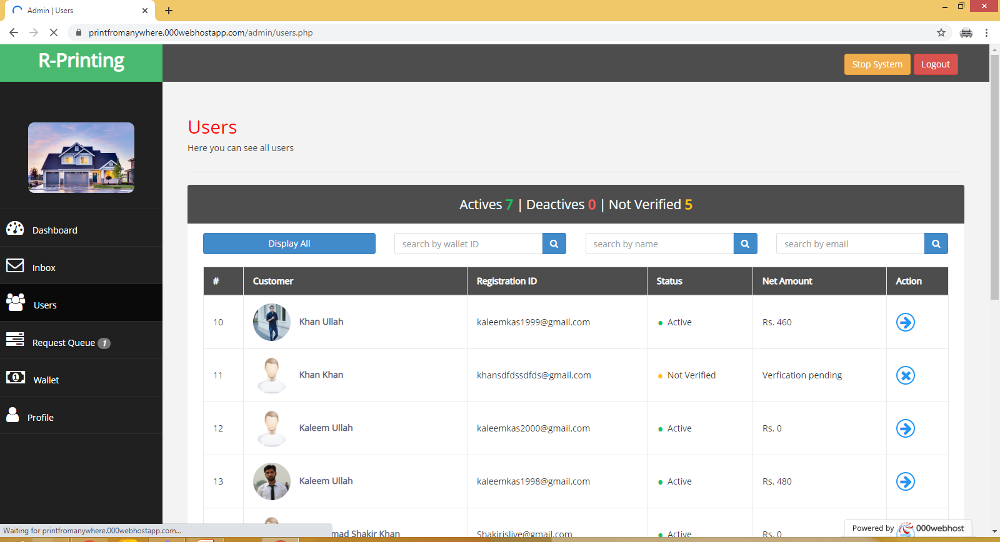 Admin | Users
printfromanywhere.000webhostapp.com/admin/users.php
R-Printing
Stop System
Logout
Users
Here you can see all users
Dashboard
Inbox
Users
Request Queue 1
Wallet
Profile
Actives 7 | Deactives 0 | Not Verified 5
Display All
search by wallet ID
search by name
search by email
# Customer Registration ID Status Net Amount Action
10 Khan Ullah kaleemkas1999@gmail.com Active Rs. 460
11 Khan Khan khansdfdssdfds@gmail.com Not Verified Verfication pending
12 Kaleem Ullah kaleemkas2000@gmail.com Active Rs. 0
13 Kaleem Ullah kaleemkas1998@gmail.com Active Rs. 480
Shakir Khan Shakirislive@gmail.com Active Rs. 0
Waiting for printfromanywhere.000webhostapp.com...
Powered by 000webhost